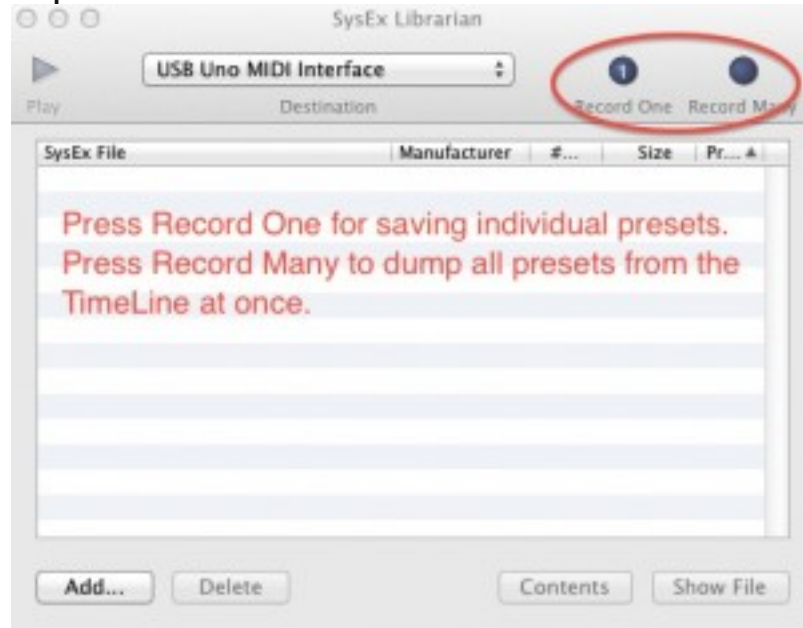 SysEx Librarian
USB Uno MIDI Interface
Play
Destination
Record One
Record Many
SysEx File
Manufacturer
#...
Size
Pr...
Press Record One for saving individual presets.
Press Record Many to dump all presets from the
TimeLine at once.
Add...
Delete
Contents
Show File
1